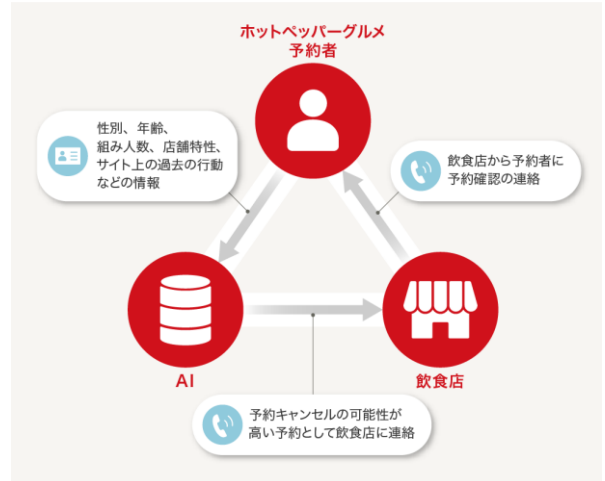 ホットペッパーグルメ
予約者
性別、年齢、
組み人数、店舗特性、
サイト上の過去の行動
などの情報
飲食店から予約者に
予約確認の連絡
AI
飲食店
予約キャンセルの可能性が
高い予約として飲食店に連絡